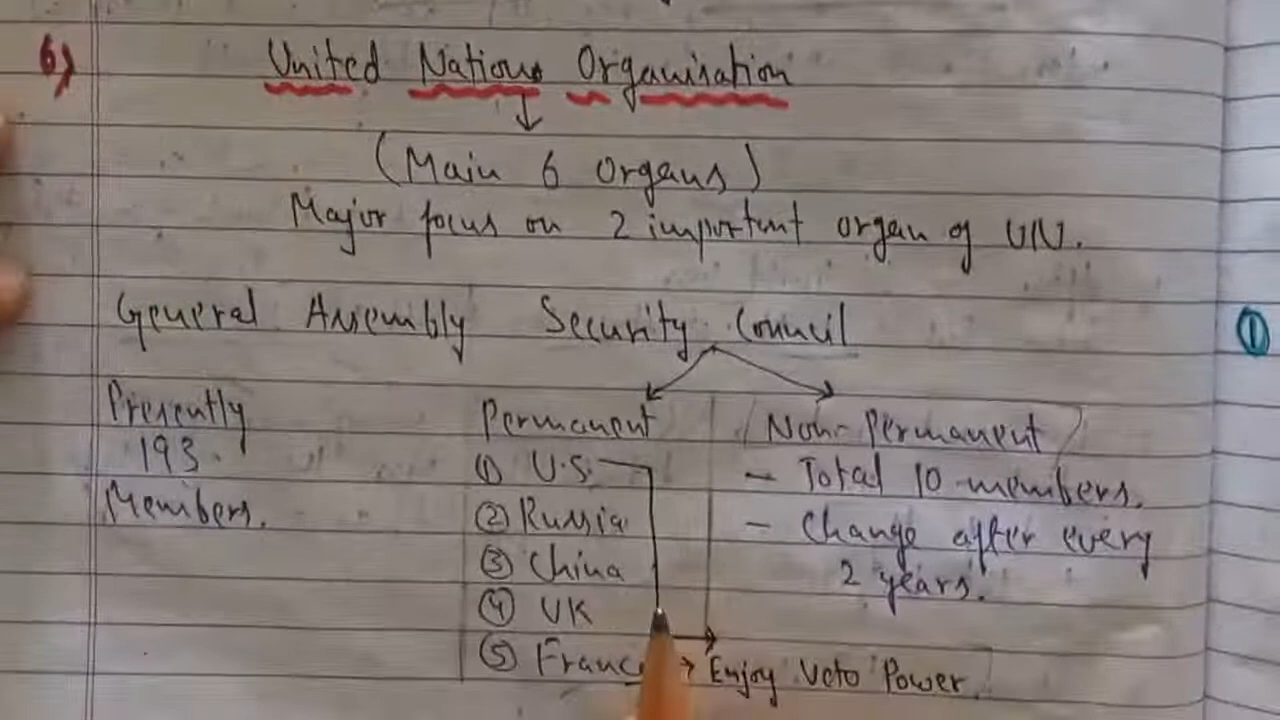 6)
United Nations Organisation
(Main 6 Organs)
Major focus on 2 important organ of UN.
General Assembly Security Council
①
Presently
193
Members.
Permanent
① U.S.
② Russia
③ China
④ UK
⑤ France → Enjoy Veto Power.
Non-Permanent
- Total 10 members.
- Change after every
2 years.